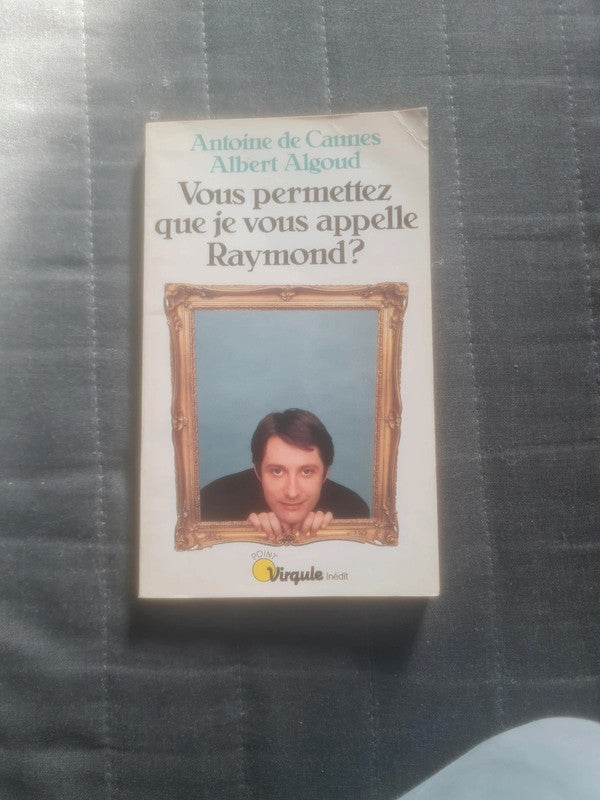 Antoine de Caunes
Albert Algoud
Vous permettez
que je vous appelle
Raymond?
POINT
Virgule inédit